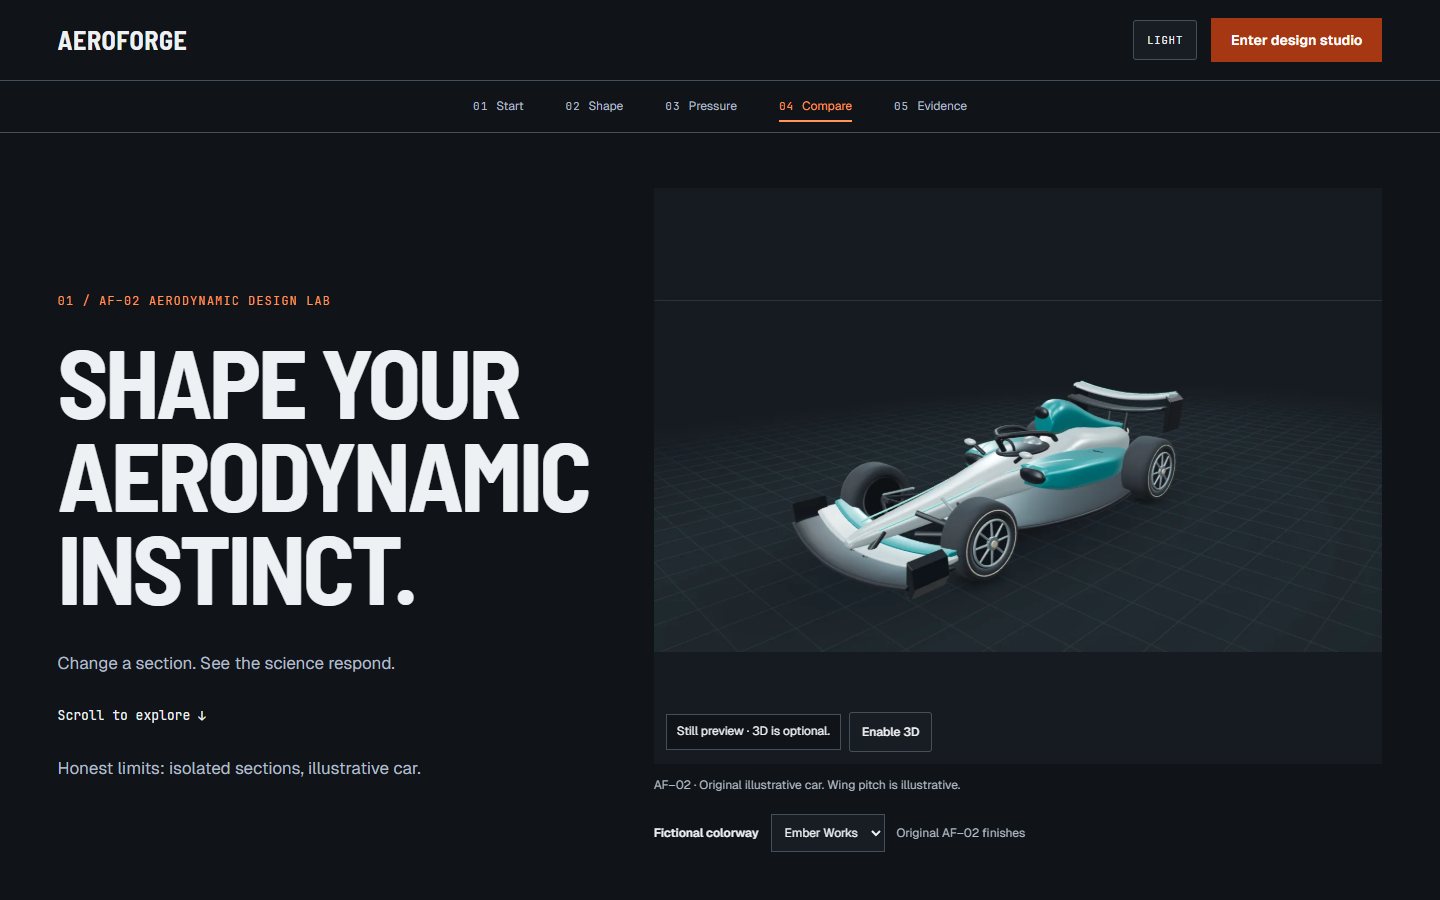 AEROFORGE
LIGHT
Enter design studio
01 Start
02 Shape
03 Pressure
04 Compare
05 Evidence
01 / AF-02 AERODYNAMIC DESIGN LAB
SHAPE YOUR
AERODYNAMIC
INSTINCT.
Change a section. See the science respond.
Scroll to explore ↓
Honest limits: isolated sections, illustrative car.
Still preview · 3D is optional.
Enable 3D
AF-02 · Original illustrative car. Wing pitch is illustrative.
Fictional colorway
Ember Works
Original AF-02 finishes